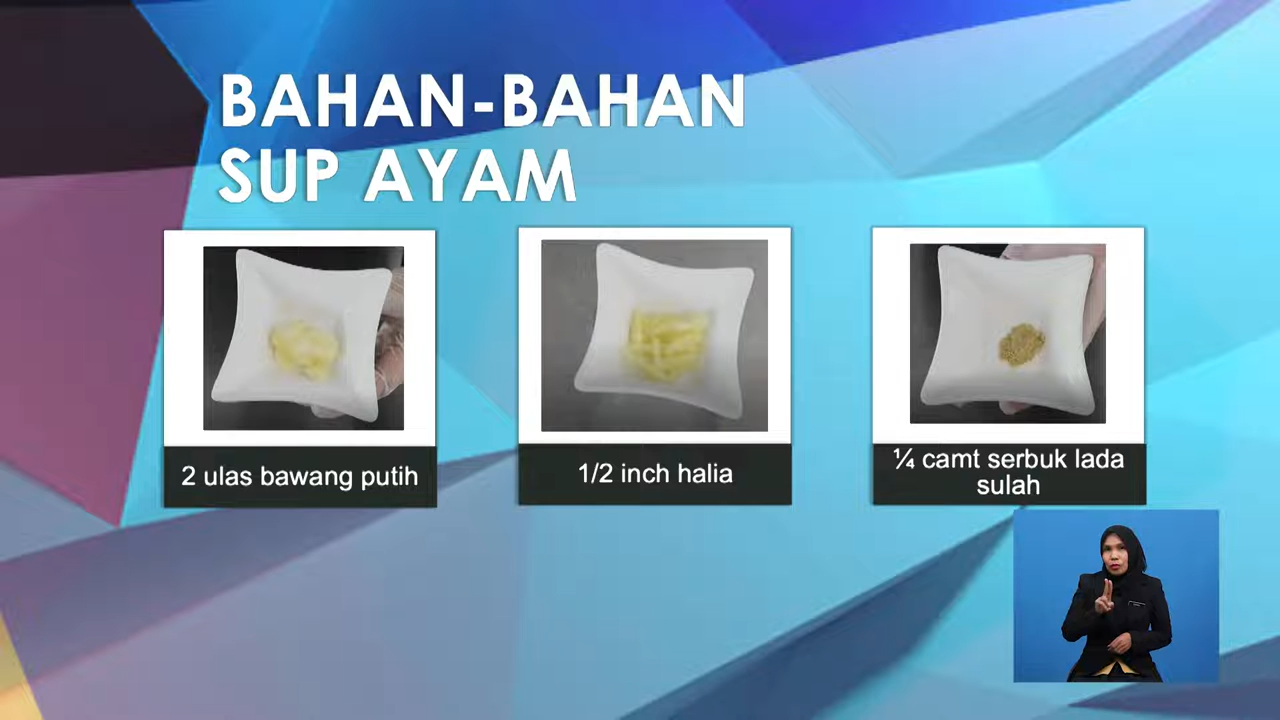 BAHAN-BAHAN
SUP AYAM
2 ulas bawang putih
1/2 inch halia
¼ camt serbuk lada
sulah